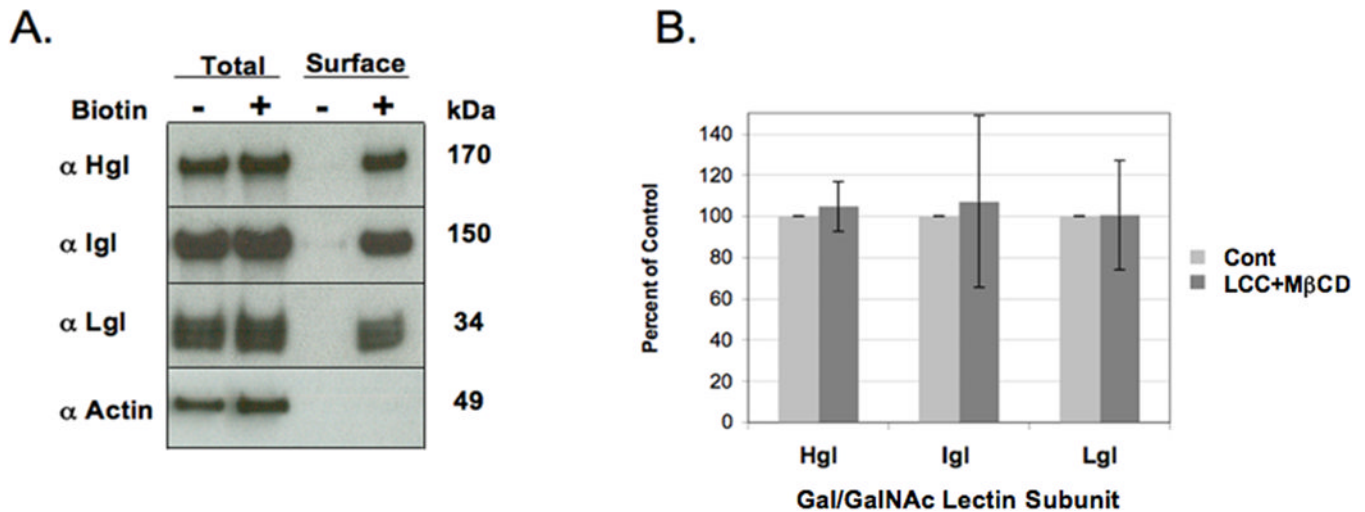 A.
Total Surface
Biotin - + - + kDa
α Hgl 170
α Igl 150
α Lgl 34
α Actin 49
B.
Percent of Control
140
120
100
80
60
40
20
0
Hgl Igl Lgl
Gal/GalNAc Lectin Subunit
Cont
LCC+MβCD